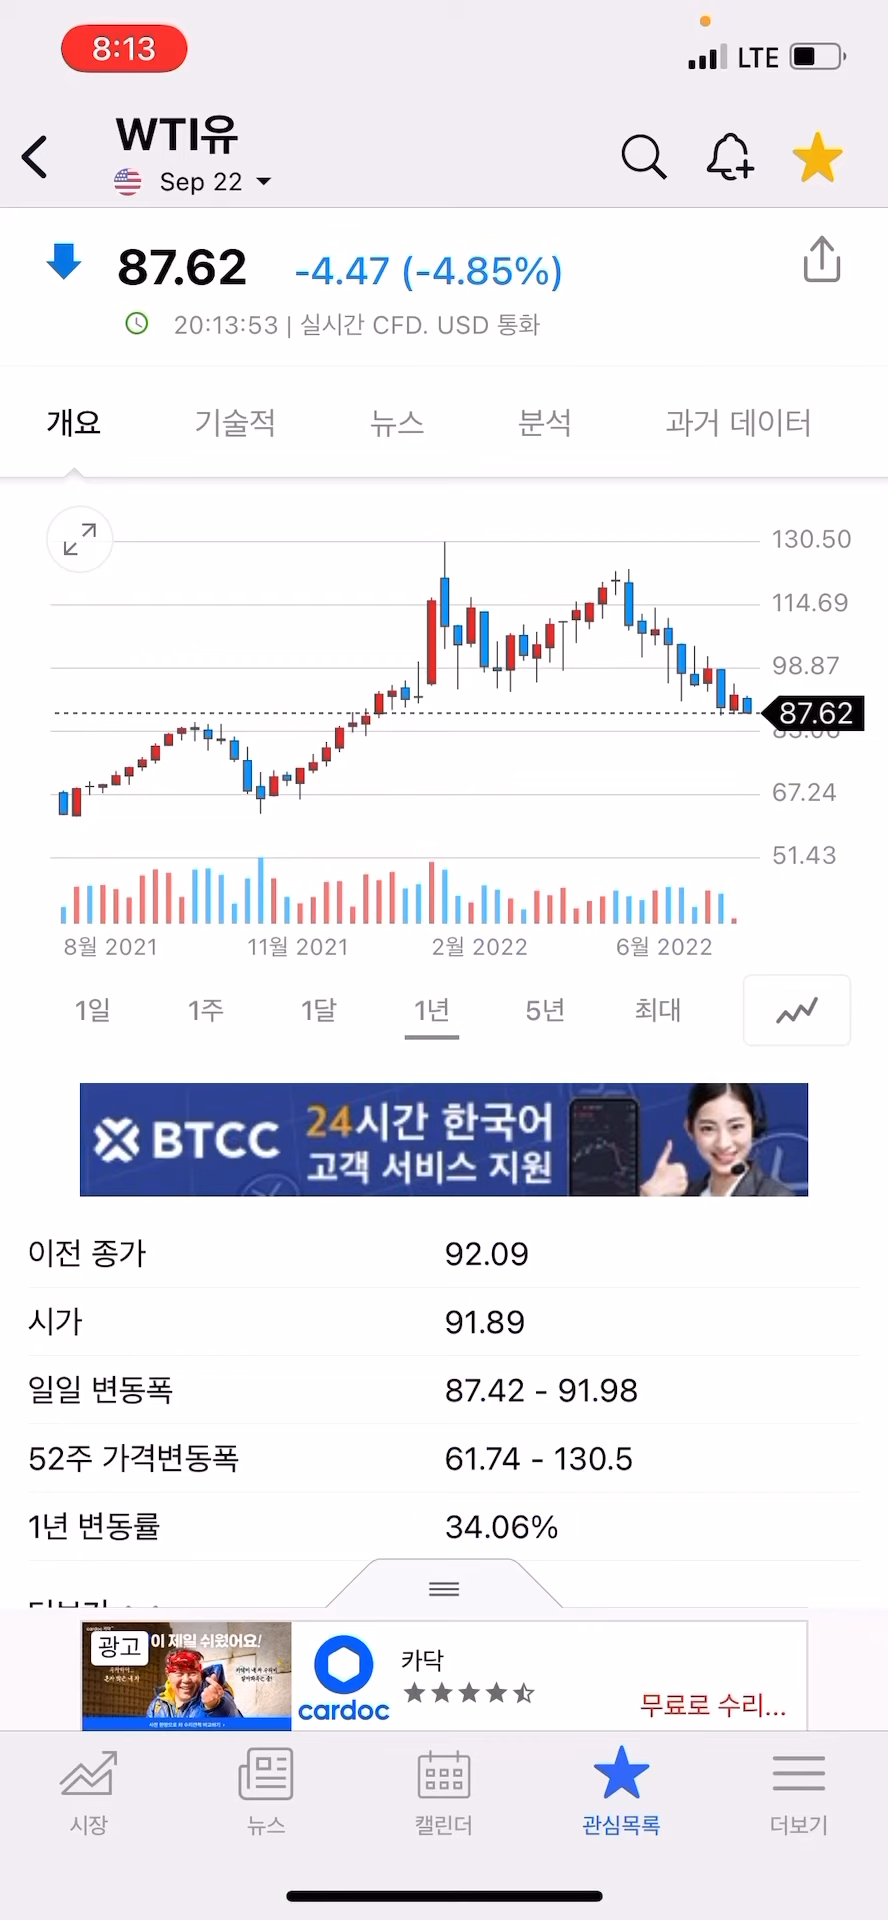 8:13
LTE
WTI유
Sep 22
87.62 -4.47 (-4.85%)
20:13:53 | 실시간 CFD. USD 통화
개요 기술적 뉴스 분석 과거 데이터
130.50
114.69
98.87
87.62
67.24
51.43
8월 2021 11월 2021 2월 2022 6월 2022
1일 1주 1달 1년 5년 최대
BTCC
24시간 한국어
고객 서비스 지원
이전 종가 92.09
시가 91.89
일일 변동폭 87.42 - 91.98
52주 가격변동폭 61.74 - 130.5
1년 변동률 34.06%
광고
이 제일 쉬웠어요!
cardoc
카닥
무료로 수리...
시장 뉴스 캘린더 관심목록 더보기